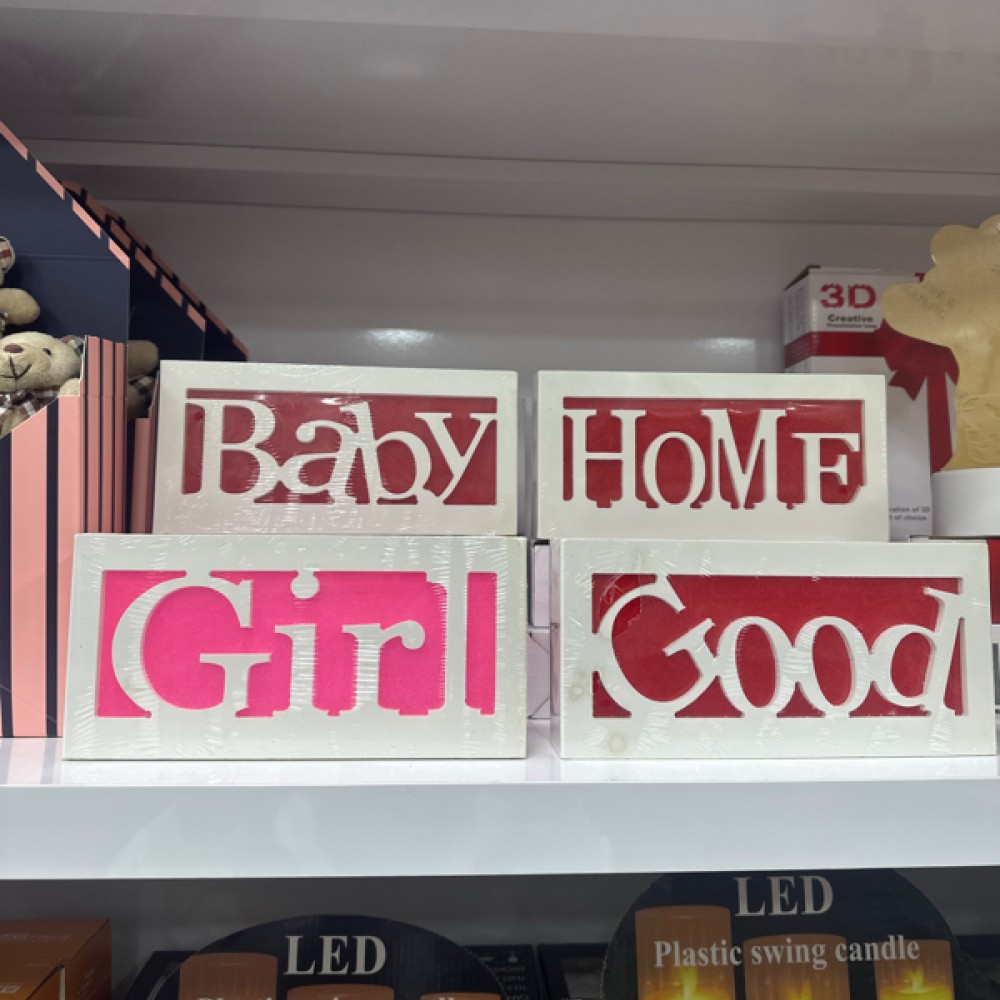 Baby
HOME
Girl
Good
3D
Creative
LED
LED
Plastic swing candle